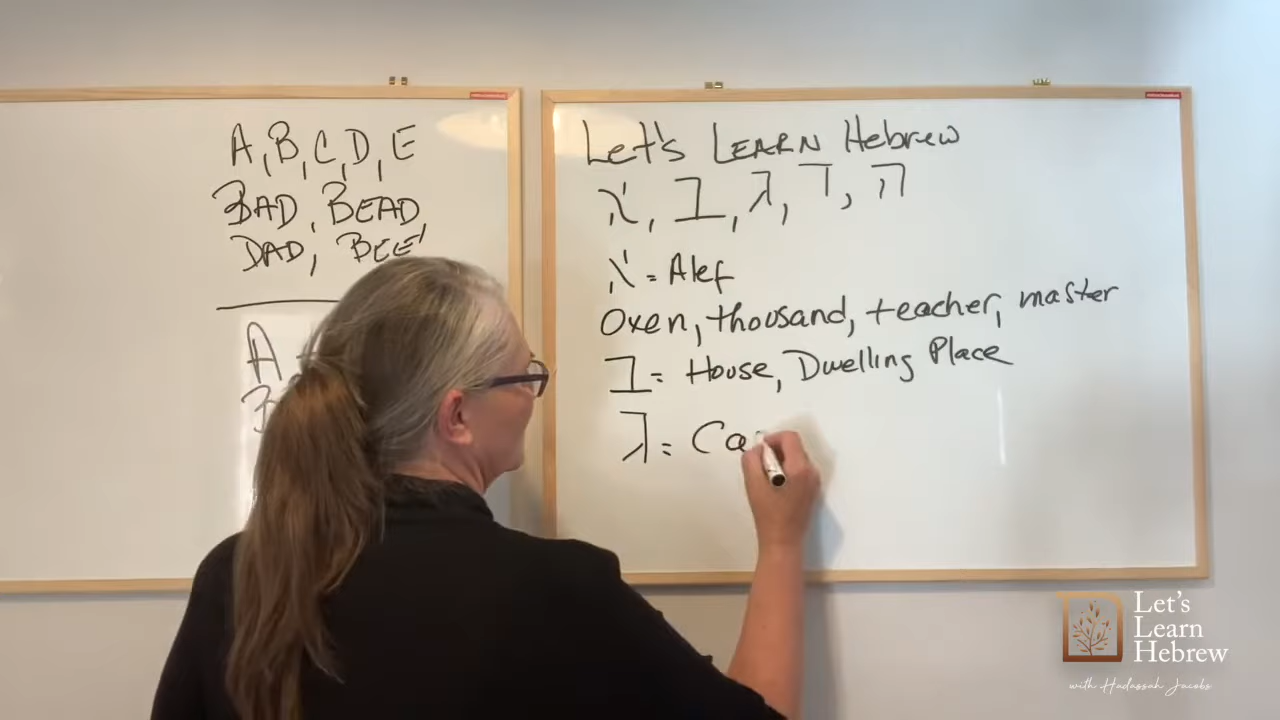 A, B, C, D, E
BAD, BEAD,
DAD, BEE
A
B
Let's LEARN Hebrew
א, ב, ג, ד, ה
א = Alef
Oxen, thousand, teacher, master
ב = House, Dwelling Place
ג = Ca
Let's
Learn
Hebrew
with Hadassah Jacobs